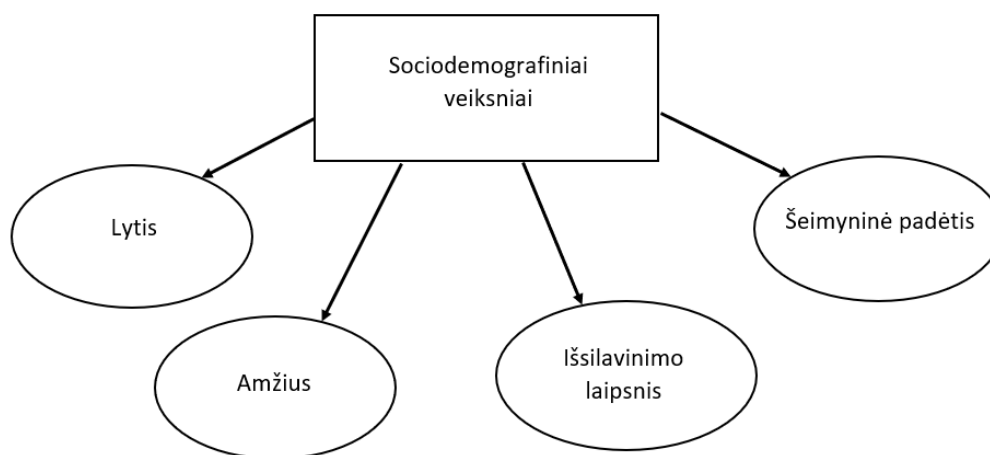 Sociodemografiniai
veiksniai
Lytis
Šeimyninė padėtis
Amžius
Išsilavinimo
laipsnis